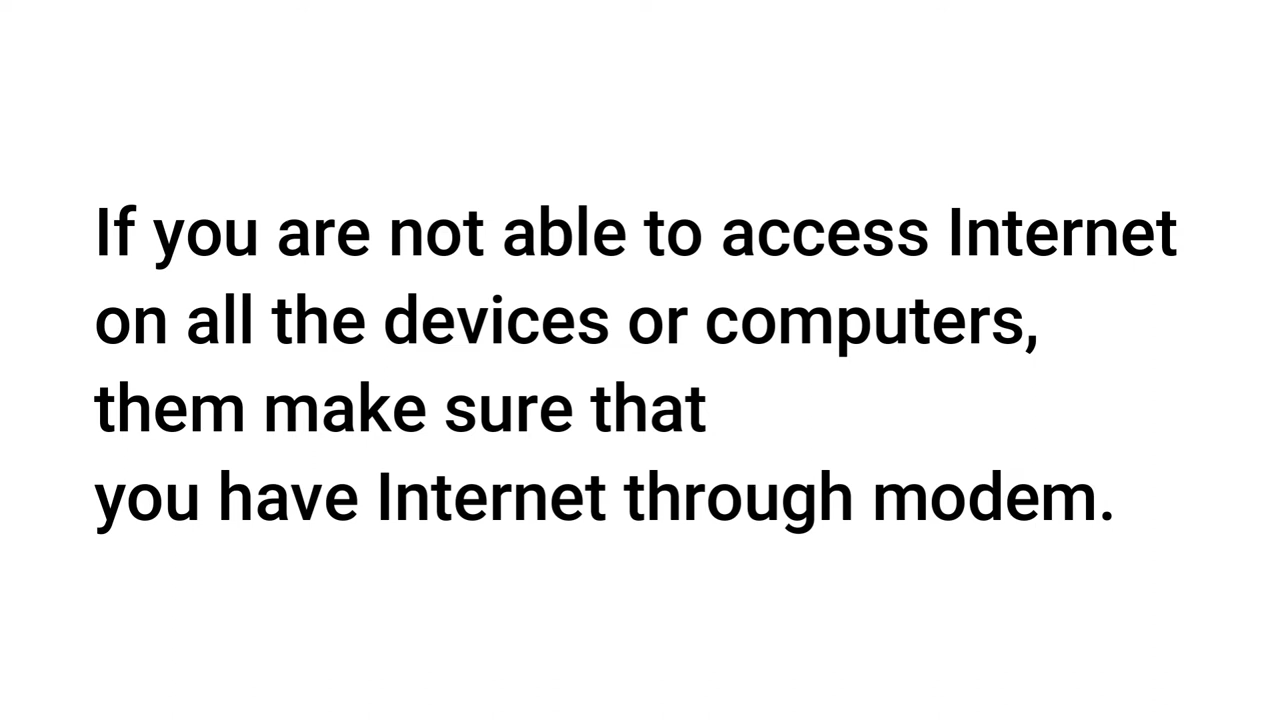 If you are not able to access Internet
on all the devices or computers,
them make sure that
you have Internet through modem.